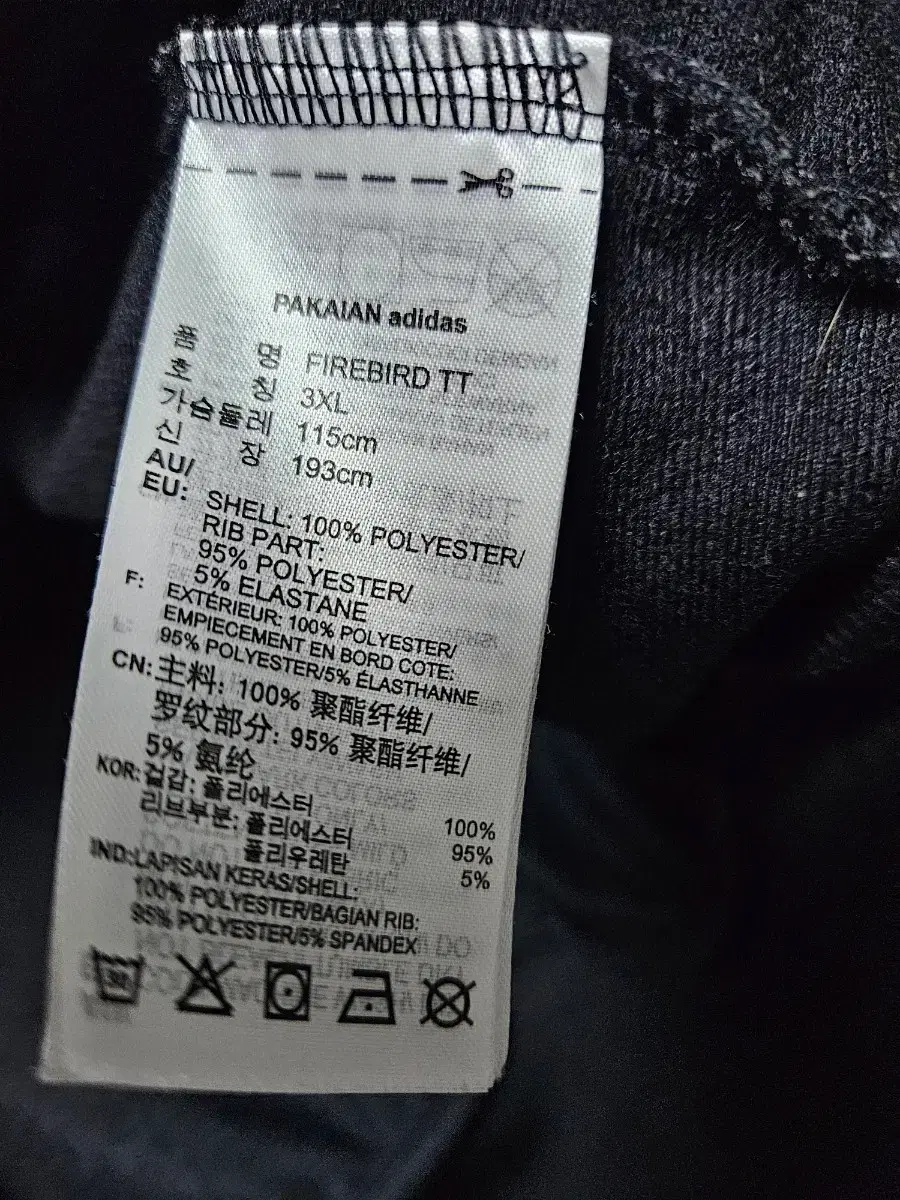 PAKAIAN adidas
품 명 FIREBIRD TT
호 칭 3XL
가슴둘레 115cm
신 장 193cm
AU/
EU: SHELL: 100% POLYESTER/
RIB PART:
95% POLYESTER/
5% ELASTANE
F: EXTÉRIEUR: 100% POLYESTER/
EMPIECEMENT EN BORD COTE:
95% POLYESTER/5% ÉLASTHANNE
CN: 主料: 100% 聚酯纤维/
罗纹部分: 95% 聚酯纤维/
5% 氨纶
KOR: 겉감: 폴리에스터 100%
리브부분: 폴리에스터 95%
폴리우레탄 5%
IND:LAPISAN KERAS/SHELL:
100% POLYESTER/BAGIAN RIB:
95% POLYESTER/5% SPANDEX
30